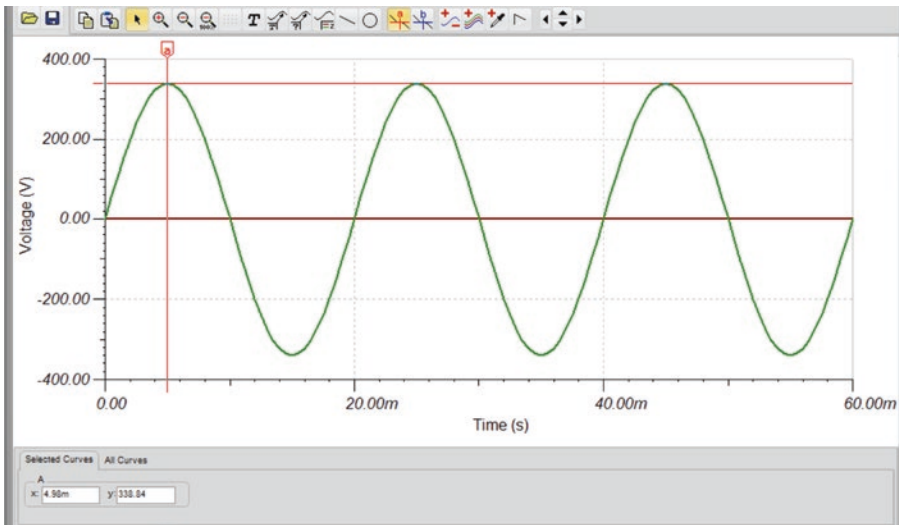 T
a
b
a
400.00
200.00
0.00
-200.00
-400.00
Voltage (V)
0.00 20.00m 40.00m 60.00m
Time (s)
Selected Curves All Curves
A
x: 4.98m y: 338.84